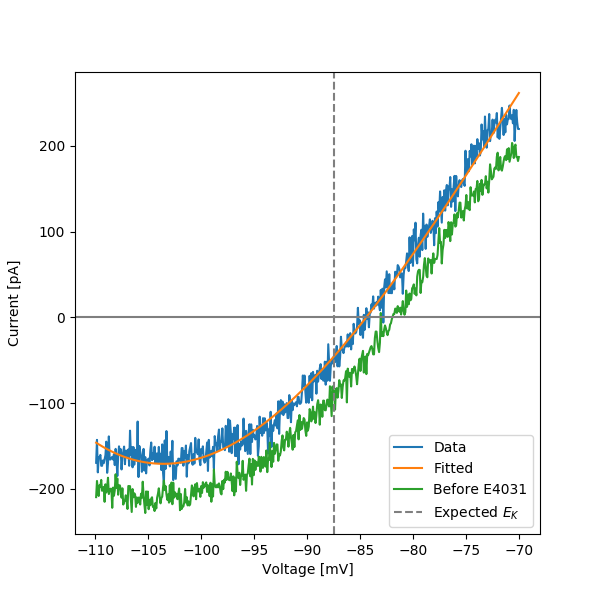 200
100
0
−100
−200
Current [pA]
−110
−105
−100
−95
−90
−85
−80
−75
−70
Voltage [mV]
Data
Fitted
Before E4031
Expected E_K